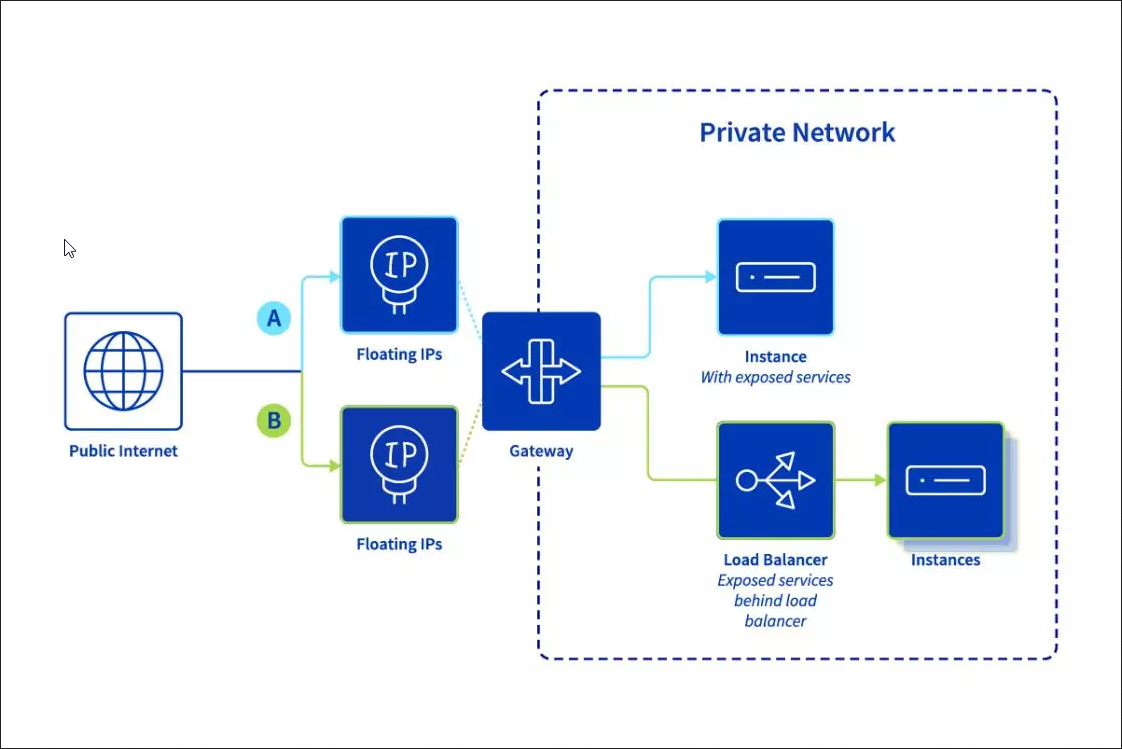 Private Network
IP
A
Floating IPs
Instance
With exposed services
Public Internet
B
IP
Gateway
Floating IPs
Load Balancer
Exposed services
behind load
balancer
Instances